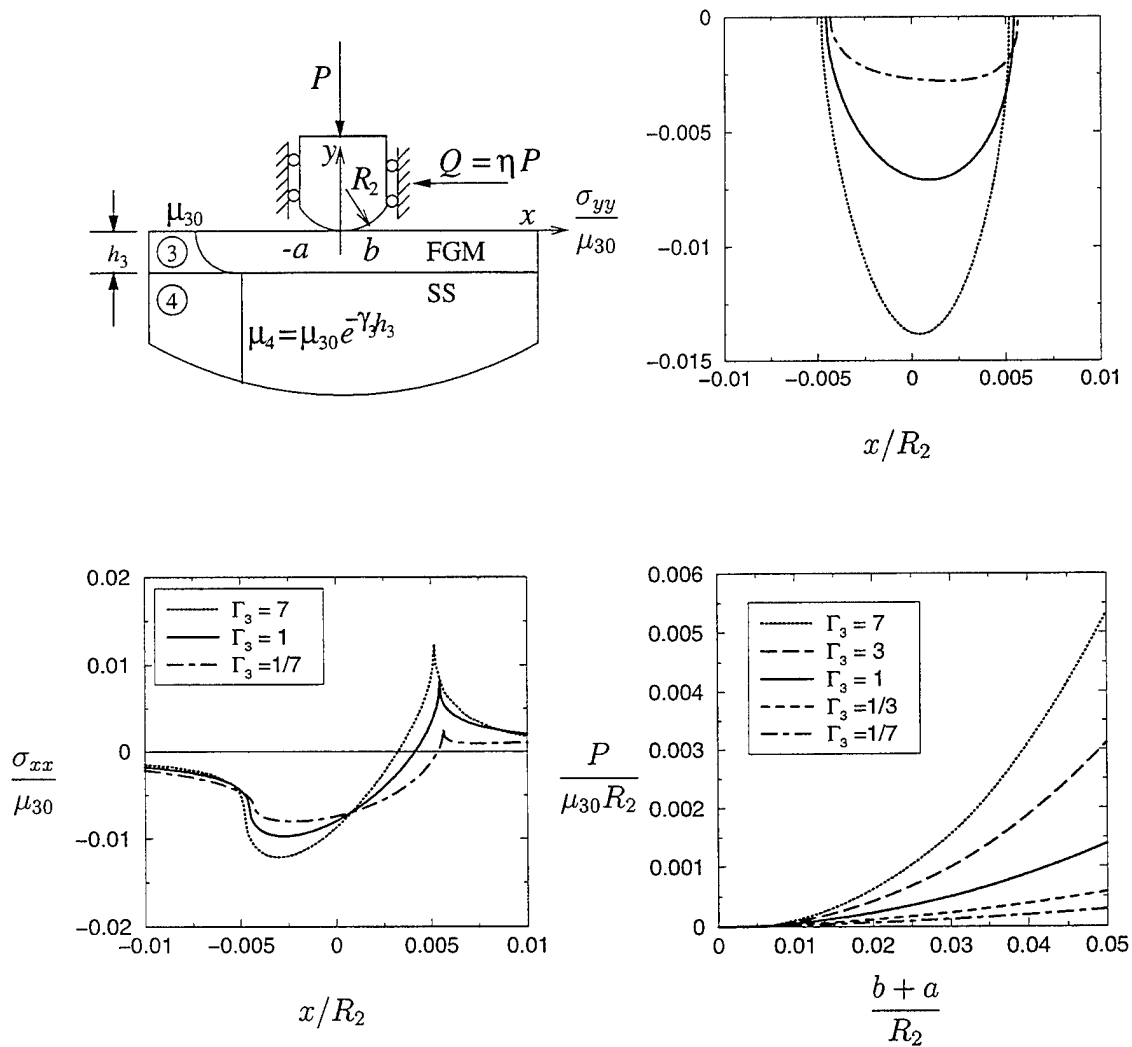 P
y
R₂
Q = η P
μ₃₀
x
-a
b
h₃
③
FGM
④
SS
μ₄=μ₃₀e^{-γ₃h₃}
σ_{yy}/μ₃₀
0
−0.005
−0.01
−0.015
−0.01 −0.005 0 0.005 0.01
x/R₂
σ_{xx}/μ₃₀
0.02
0.01
0
−0.01
−0.02
Γ₃ = 7
Γ₃ = 1
Γ₃ =1/7
−0.01 −0.005 0 0.005 0.01
x/R₂
P/μ₃₀R₂
0.006
0.005
0.004
0.003
0.002
0.001
0
Γ₃ = 7
Γ₃ = 3
Γ₃ = 1
Γ₃ =1/3
Γ₃ =1/7
0 0.01 0.02 0.03 0.04 0.05
b + a/R₂